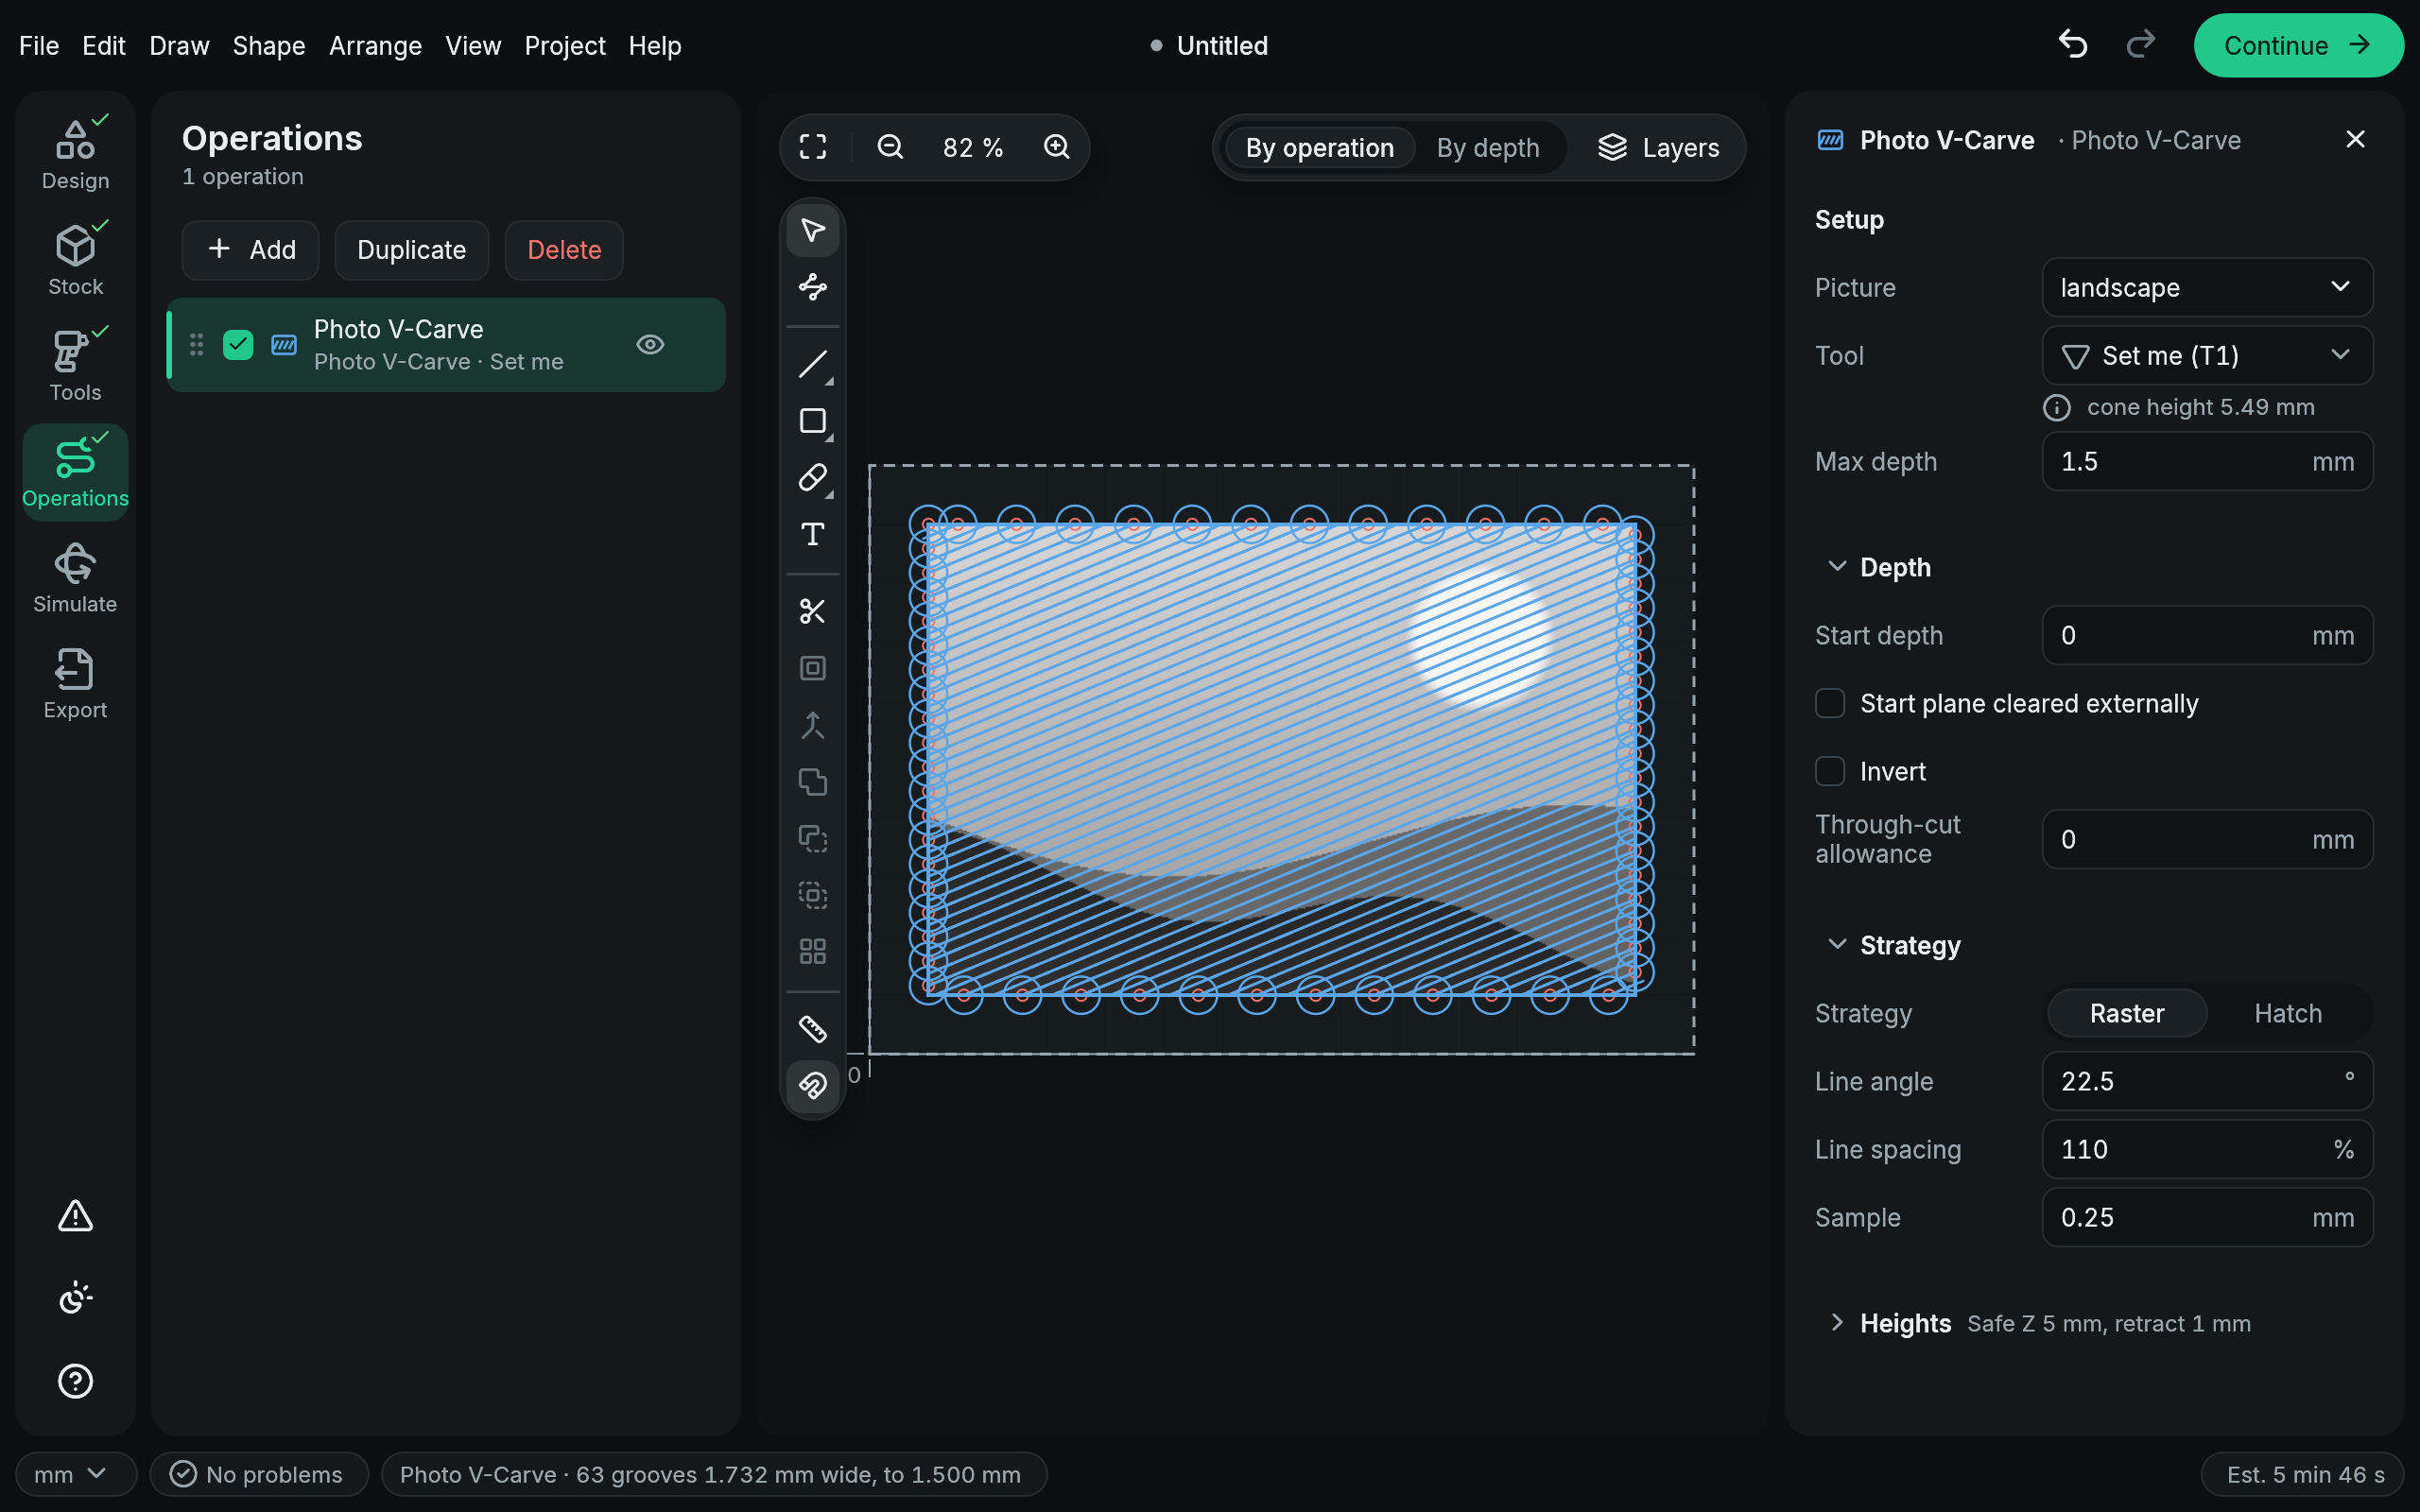 File Edit Draw Shape Arrange View Project Help
Untitled
Continue
Design
Stock
Tools
Operations
Simulate
Export
Operations
1 operation
Add
Duplicate
Delete
Photo V-Carve
Photo V-Carve · Set me
82 %
By operation
By depth
Layers
0
Photo V-Carve · Photo V-Carve
Setup
Picture
landscape
Tool
Set me (T1)
cone height 5.49 mm
Max depth
1.5 mm
Depth
Start depth
0 mm
Start plane cleared externally
Invert
Through-cut
allowance
0 mm
Strategy
Strategy
Raster
Hatch
Line angle
22.5 °
Line spacing
110 %
Sample
0.25 mm
Heights Safe Z 5 mm, retract 1 mm
mm
No problems
Photo V-Carve · 63 grooves 1.732 mm wide, to 1.500 mm
Est. 5 min 46 s